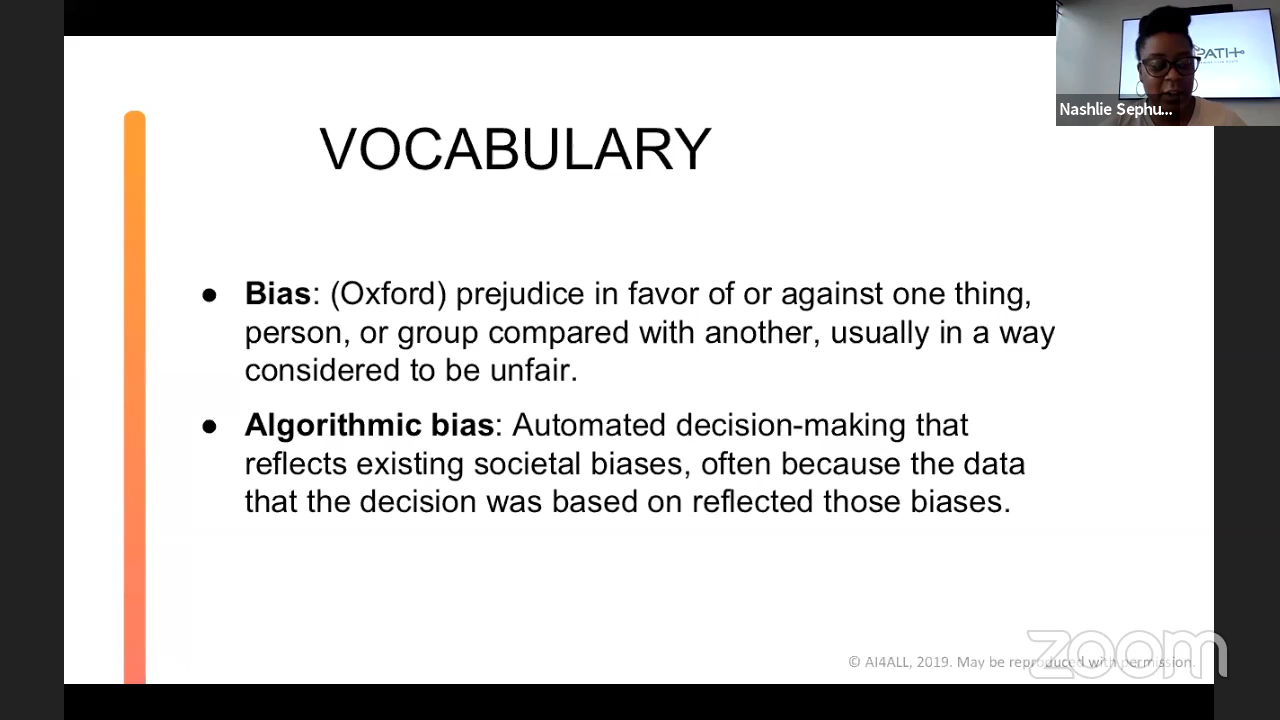 PATH
Nashlie Sephu...
VOCABULARY
● Bias: (Oxford) prejudice in favor of or against one thing,
person, or group compared with another, usually in a way
considered to be unfair.
● Algorithmic bias: Automated decision-making that
reflects existing societal biases, often because the data
that the decision was based on reflected those biases.
© AI4ALL, 2019. May be reproduced with permission.
zoom